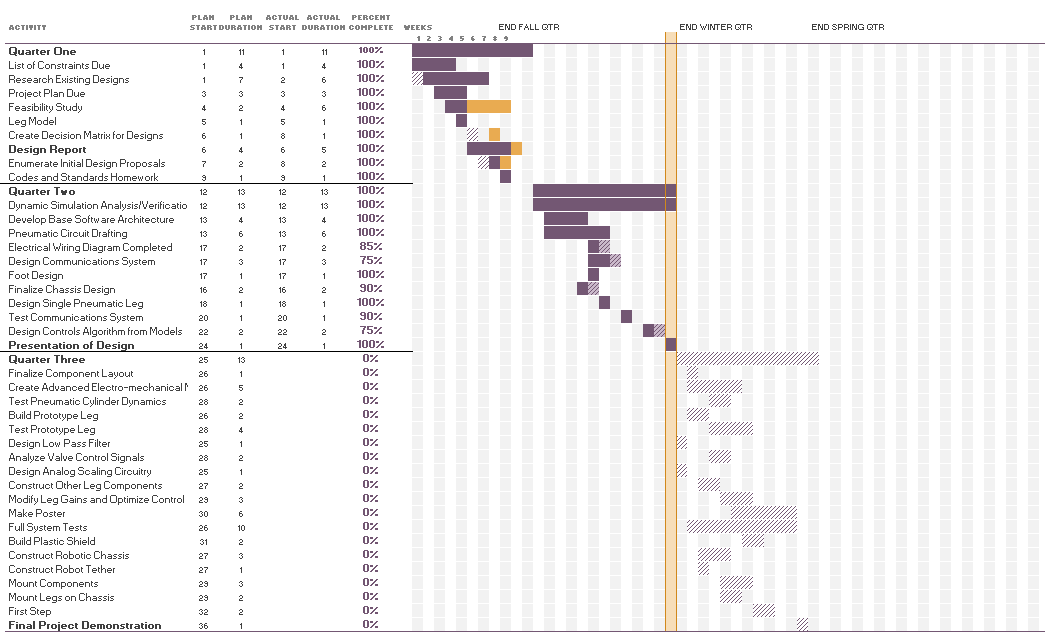 PLAN PLAN ACTUAL ACTUAL PERCENT
ACTIVITY START DURATION START DURATION COMPLETE WEEKS END FALL QTR END WINTER QTR END SPRING QTR
1 2 3 4 5 6 7 8 9
Quarter One 1 11 1 11 100%
List of Constraints Due 1 4 1 4 100%
Research Existing Designs 1 7 2 6 100%
Project Plan Due 3 3 3 3 100%
Feasibility Study 4 2 4 6 100%
Leg Model 5 1 5 1 100%
Create Decision Matrix for Designs 6 1 8 1 100%
Design Report 6 4 6 5 100%
Enumerate Initial Design Proposals 7 2 8 2 100%
Codes and Standards Homework 9 1 9 1 100%
Quarter Two 12 13 12 13 100%
Dynamic Simulation Analysis/Verificatio 12 13 12 13 100%
Develop Base Software Architecture 13 4 13 4 100%
Pneumatic Circuit Drafting 13 6 13 6 100%
Electrical Wiring Diagram Completed 17 2 17 2 85%
Design Communications System 17 3 17 3 75%
Foot Design 17 1 17 1 100%
Finalize Chassis Design 16 2 16 2 90%
Design Single Pneumatic Leg 18 1 18 1 100%
Test Communications System 20 1 20 1 90%
Design Controls Algorithm from Models 22 2 22 2 75%
Presentation of Design 24 1 24 1 100%
Quarter Three 25 13 0%
Finalize Component Layout 26 1 0%
Create Advanced Electro-mechanical 26 5 0%
Test Pneumatic Cylinder Dynamics 28 2 0%
Build Prototype Leg 26 2 0%
Test Prototype Leg 28 4 0%
Design Low Pass Filter 25 1 0%
Analyze Valve Control Signals 28 2 0%
Design Analog Scaling Circuitry 25 1 0%
Construct Other Leg Components 27 2 0%
Modify Leg Gains and Optimize Control 29 3 0%
Make Poster 30 6 0%
Full System Tests 26 10 0%
Build Plastic Shield 31 2 0%
Construct Robotic Chassis 27 3 0%
Construct Robot Tether 27 1 0%
Mount Components 29 3 0%
Mount Legs on Chassis 29 2 0%
First Step 32 2 0%
Final Project Demonstration 36 1 0%